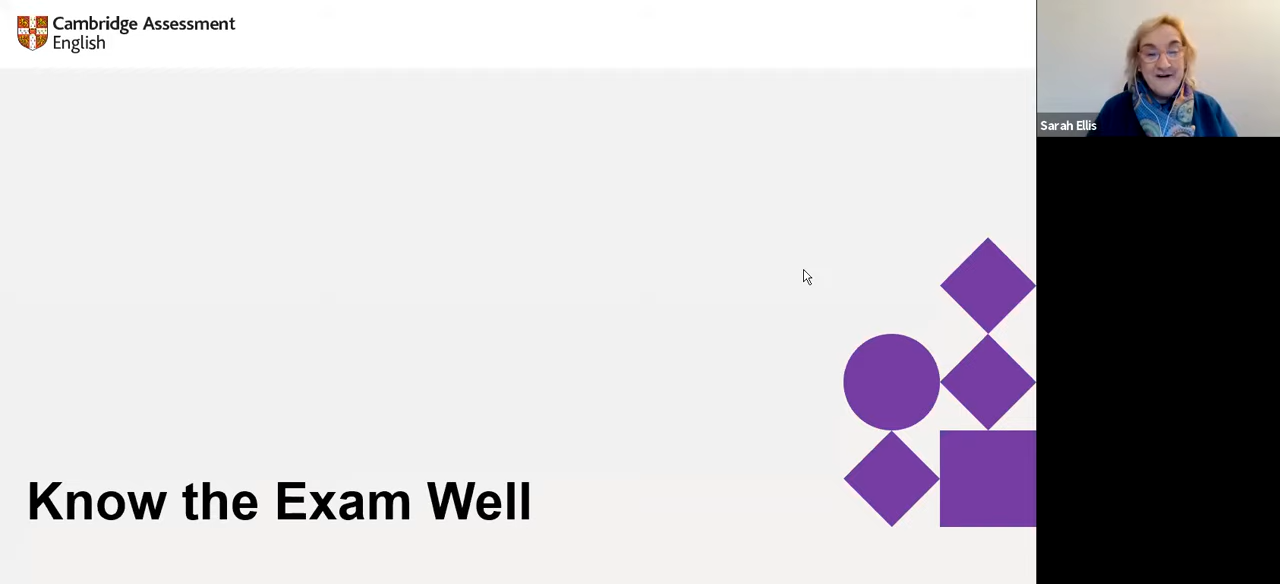 Cambridge Assessment
English
Sarah Ellis
Know the Exam Well